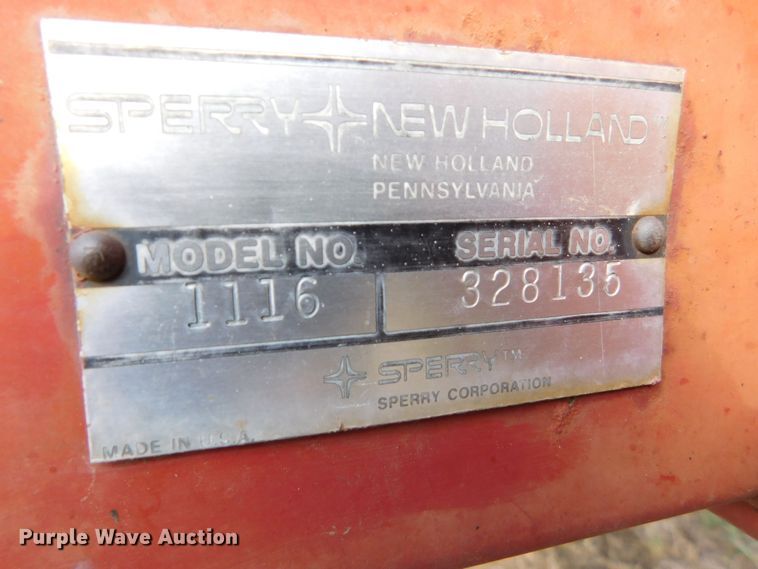 SPERRY NEW HOLLAND
NEW HOLLAND
PENNSYLVANIA
MODEL NO. SERIAL NO.
1116 328135
SPERRY™
SPERRY CORPORATION
MADE IN U.S.A.
Purple Wave Auction®